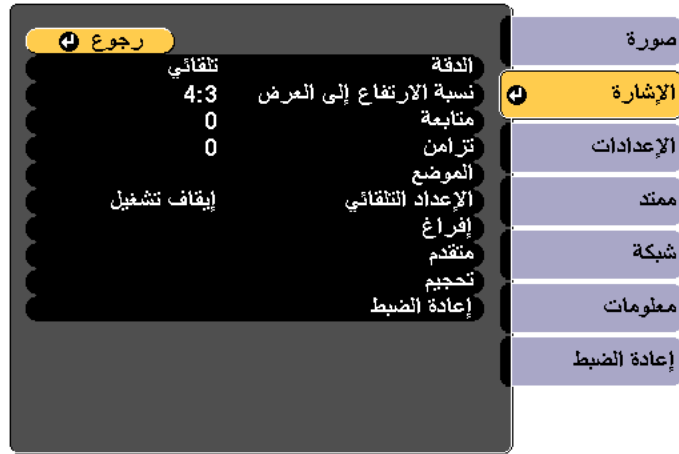 صورة
الإشارة
الإعدادات
ممتد
شبكة
معلومات
إعادة الضبط
رجوع
الدقة تلقائي
نسبة الارتفاع إلى العرض 4:3
متابعة 0
تزامن 0
الموضع
الإعداد التلقائي إيقاف تشغيل
إفراغ
متقدم
تحجيم
إعادة الضبط